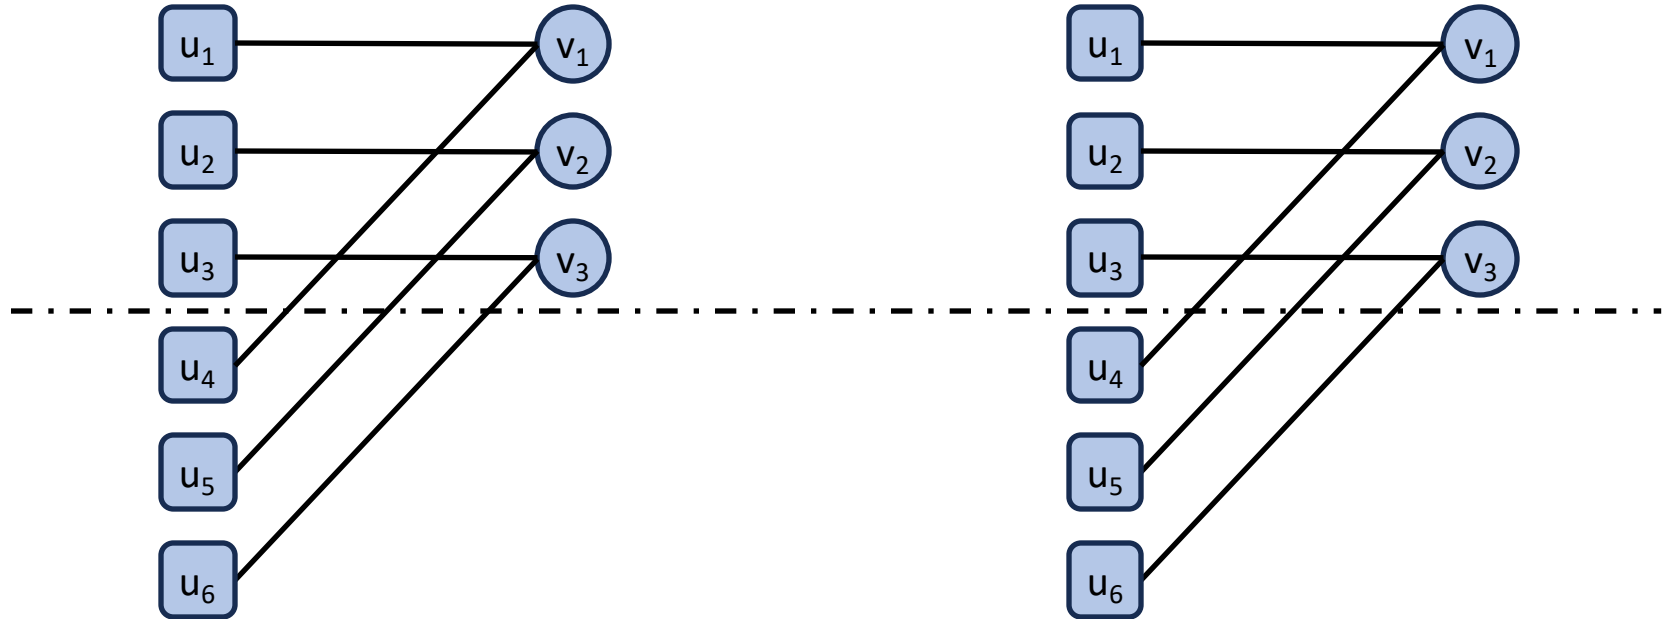 u₁ v₁ u₁ v₁
u₂ v₂ u₂ v₂
u₃ v₃ u₃ v₃
u₄ u₄
u₅ u₅
u₆ u₆